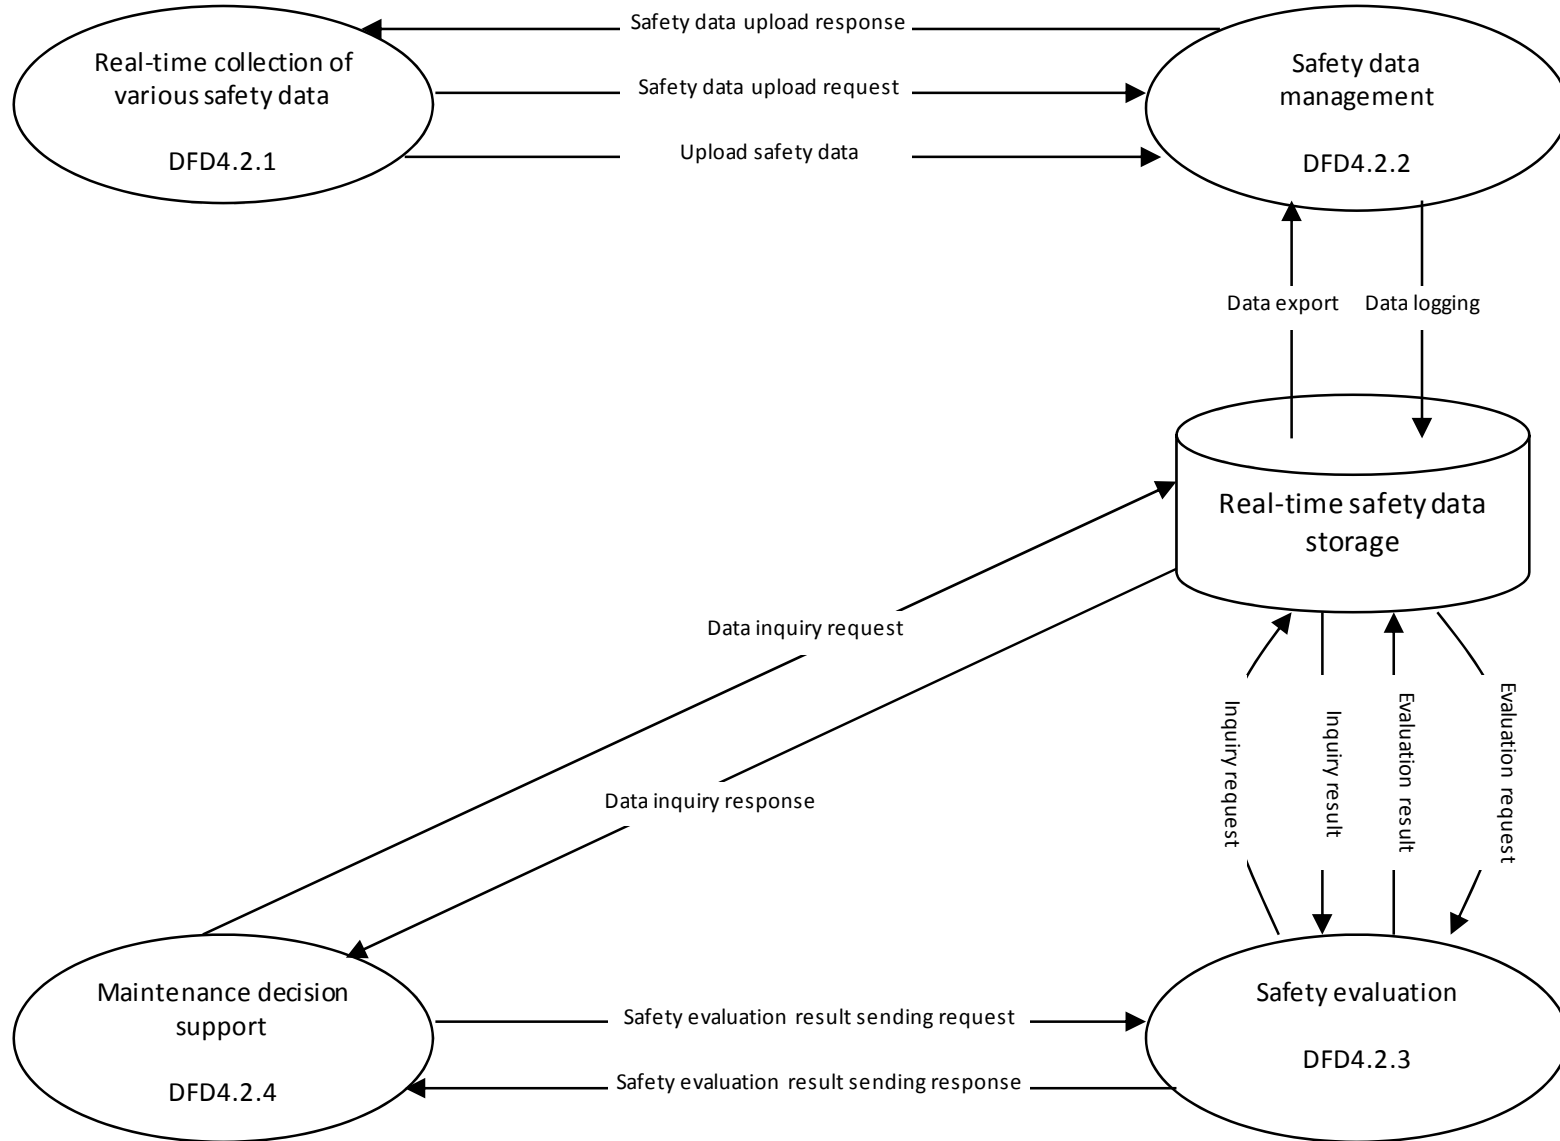 Safety data upload response
Real-time collection of
various safety data
DFD4.2.1
Safety data upload request
Upload safety data
Safety data
management
DFD4.2.2
Data export
Data logging
Real-time safety data
storage
Data inquiry request
Data inquiry response
Inquiry request
Inquiry result
Evaluation result
Evaluation request
Maintenance decision
support
DFD4.2.4
Safety evaluation result sending request
Safety evaluation result sending response
Safety evaluation
DFD4.2.3